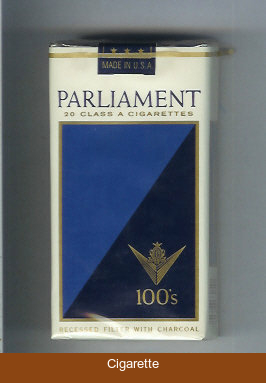 MADE IN U.S.A.
PARLIAMENT
20 CLASS A CIGARETTES
100's
RECESSED FILTER WITH CHARCOAL
Cigarette